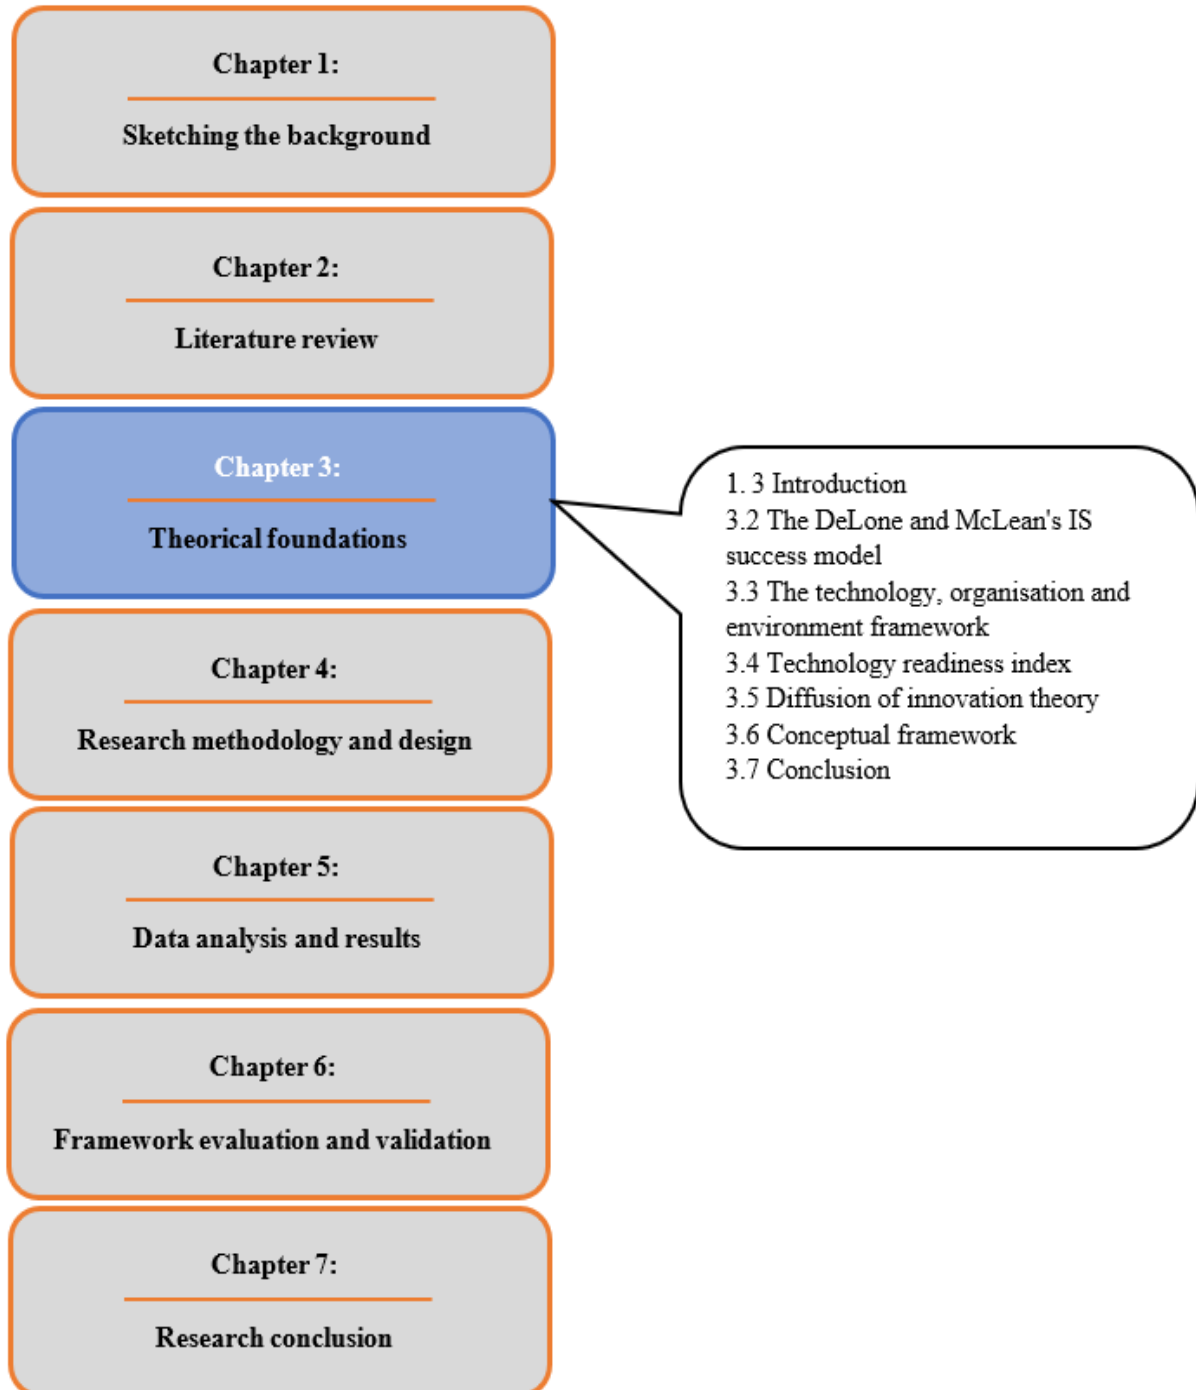 Chapter 1:
Sketching the background
Chapter 2:
Literature review
Chapter 3:
Theorical foundations
1. 3 Introduction
3.2 The DeLone and McLean's IS
success model
3.3 The technology, organisation and
environment framework
3.4 Technology readiness index
3.5 Diffusion of innovation theory
3.6 Conceptual framework
3.7 Conclusion
Chapter 4:
Research methodology and design
Chapter 5:
Data analysis and results
Chapter 6:
Framework evaluation and validation
Chapter 7:
Research conclusion